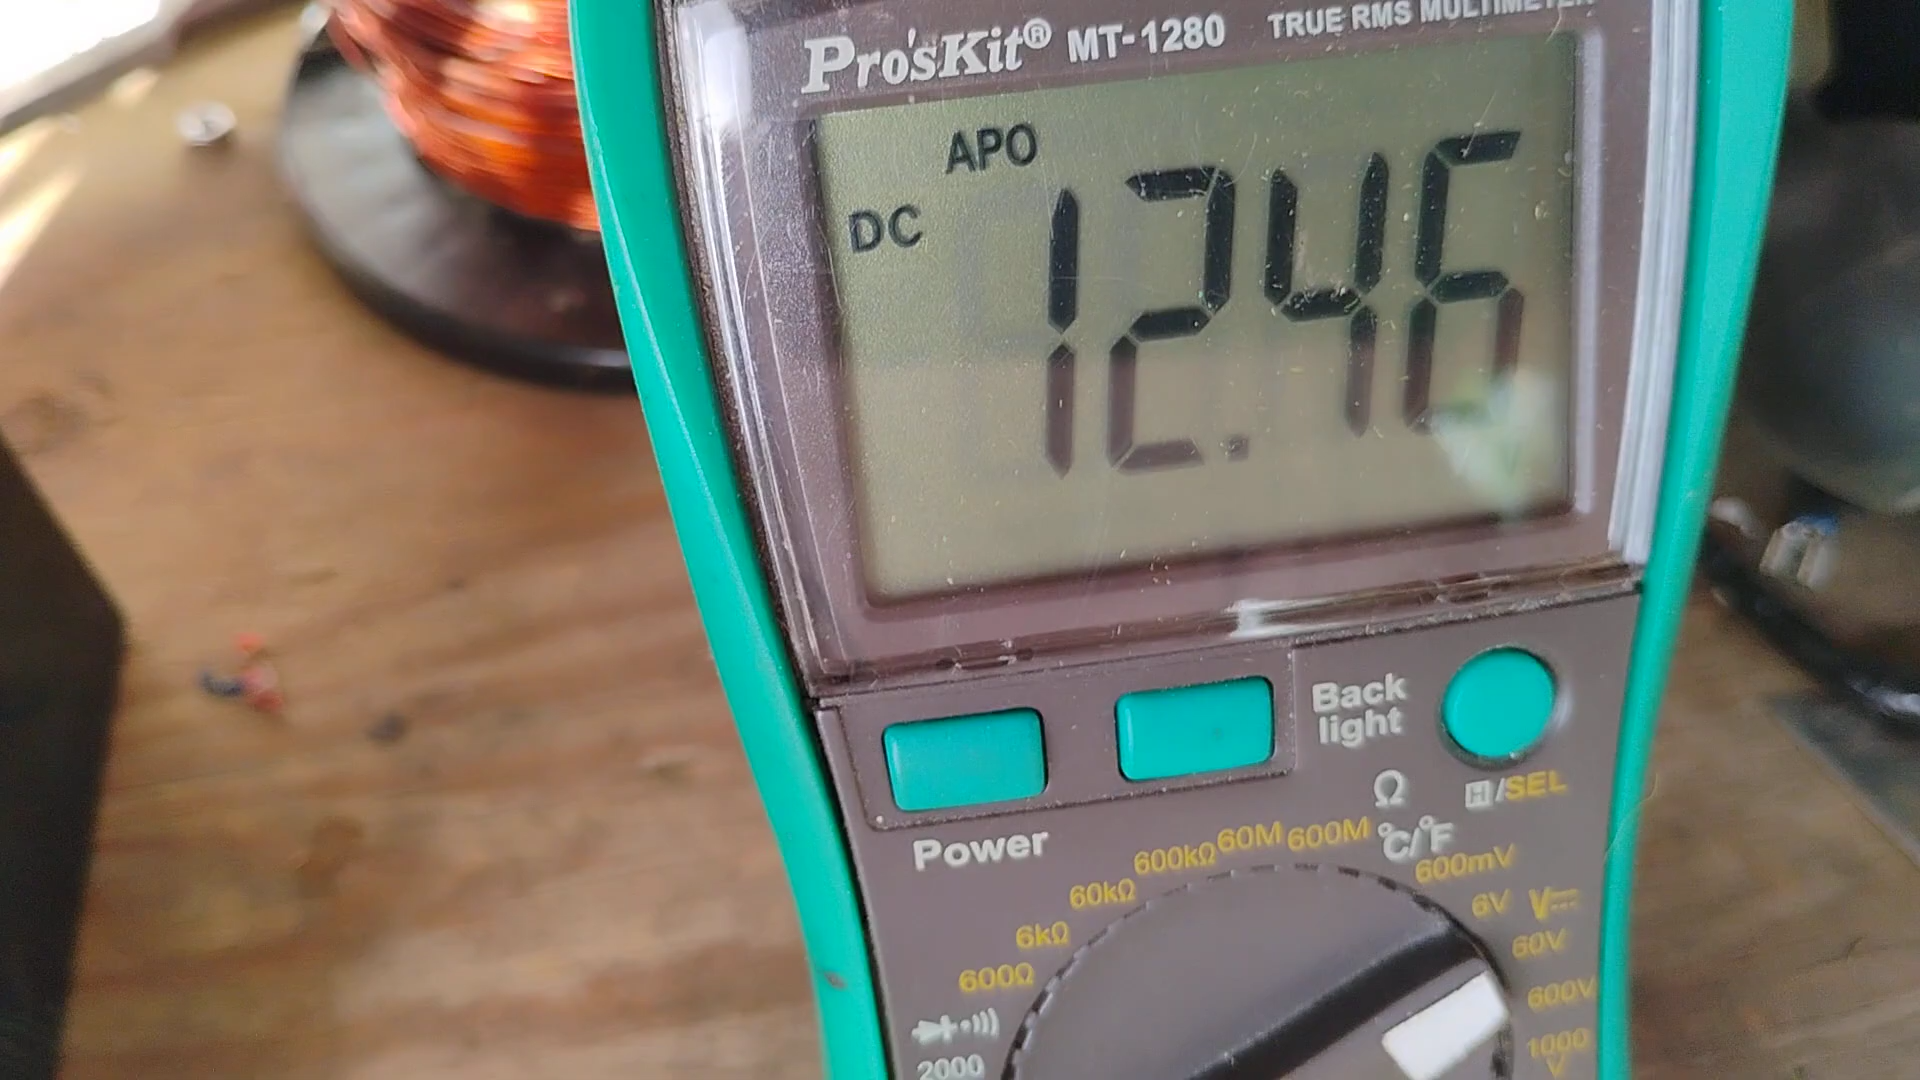 Pro'sKit® MT-1280 TRUE RMS MULTIMETER
APO
DC 12.46
Back
light
Power
Ω H/SEL
600kΩ 60M 600M °C/°F
60kΩ 600mV
6kΩ 6V V
600Ω 60V
600V
2000 1000
V